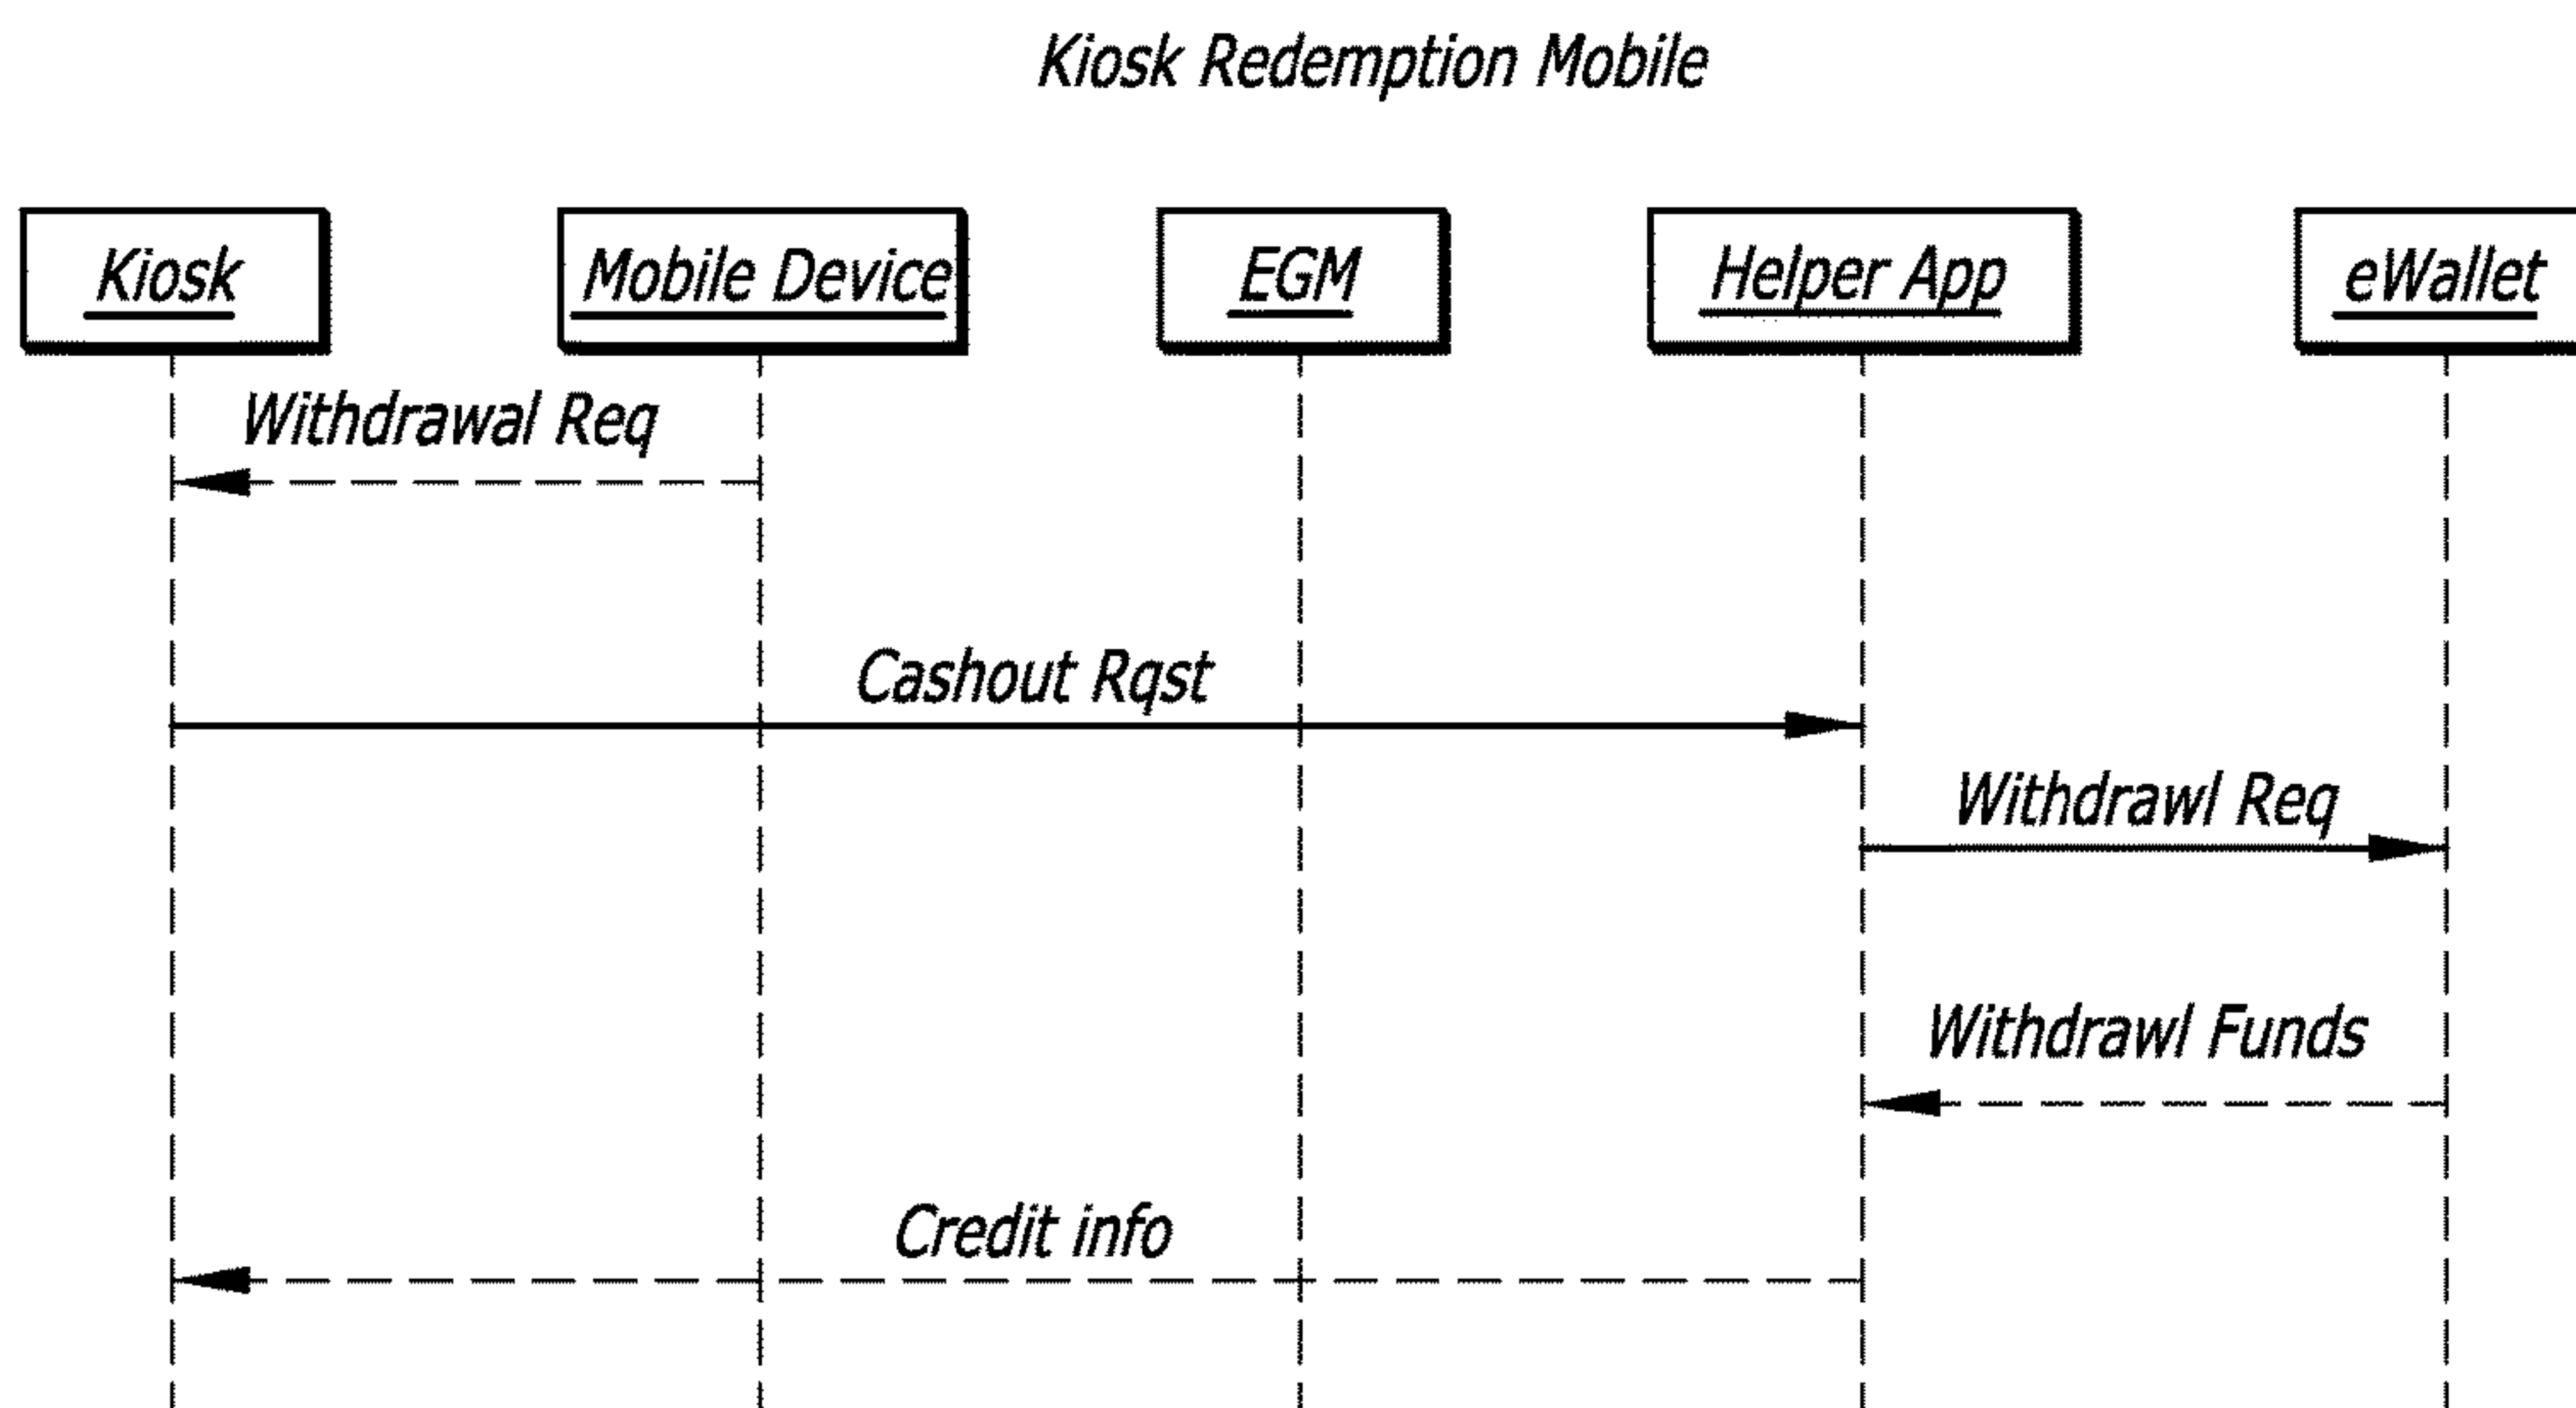 Kiosk Redemption Mobile
Kiosk
Mobile Device
EGM
Helper App
eWallet
Withdrawal Req
Cashout Rqst
Withdrawl Req
Withdrawl Funds
Credit info